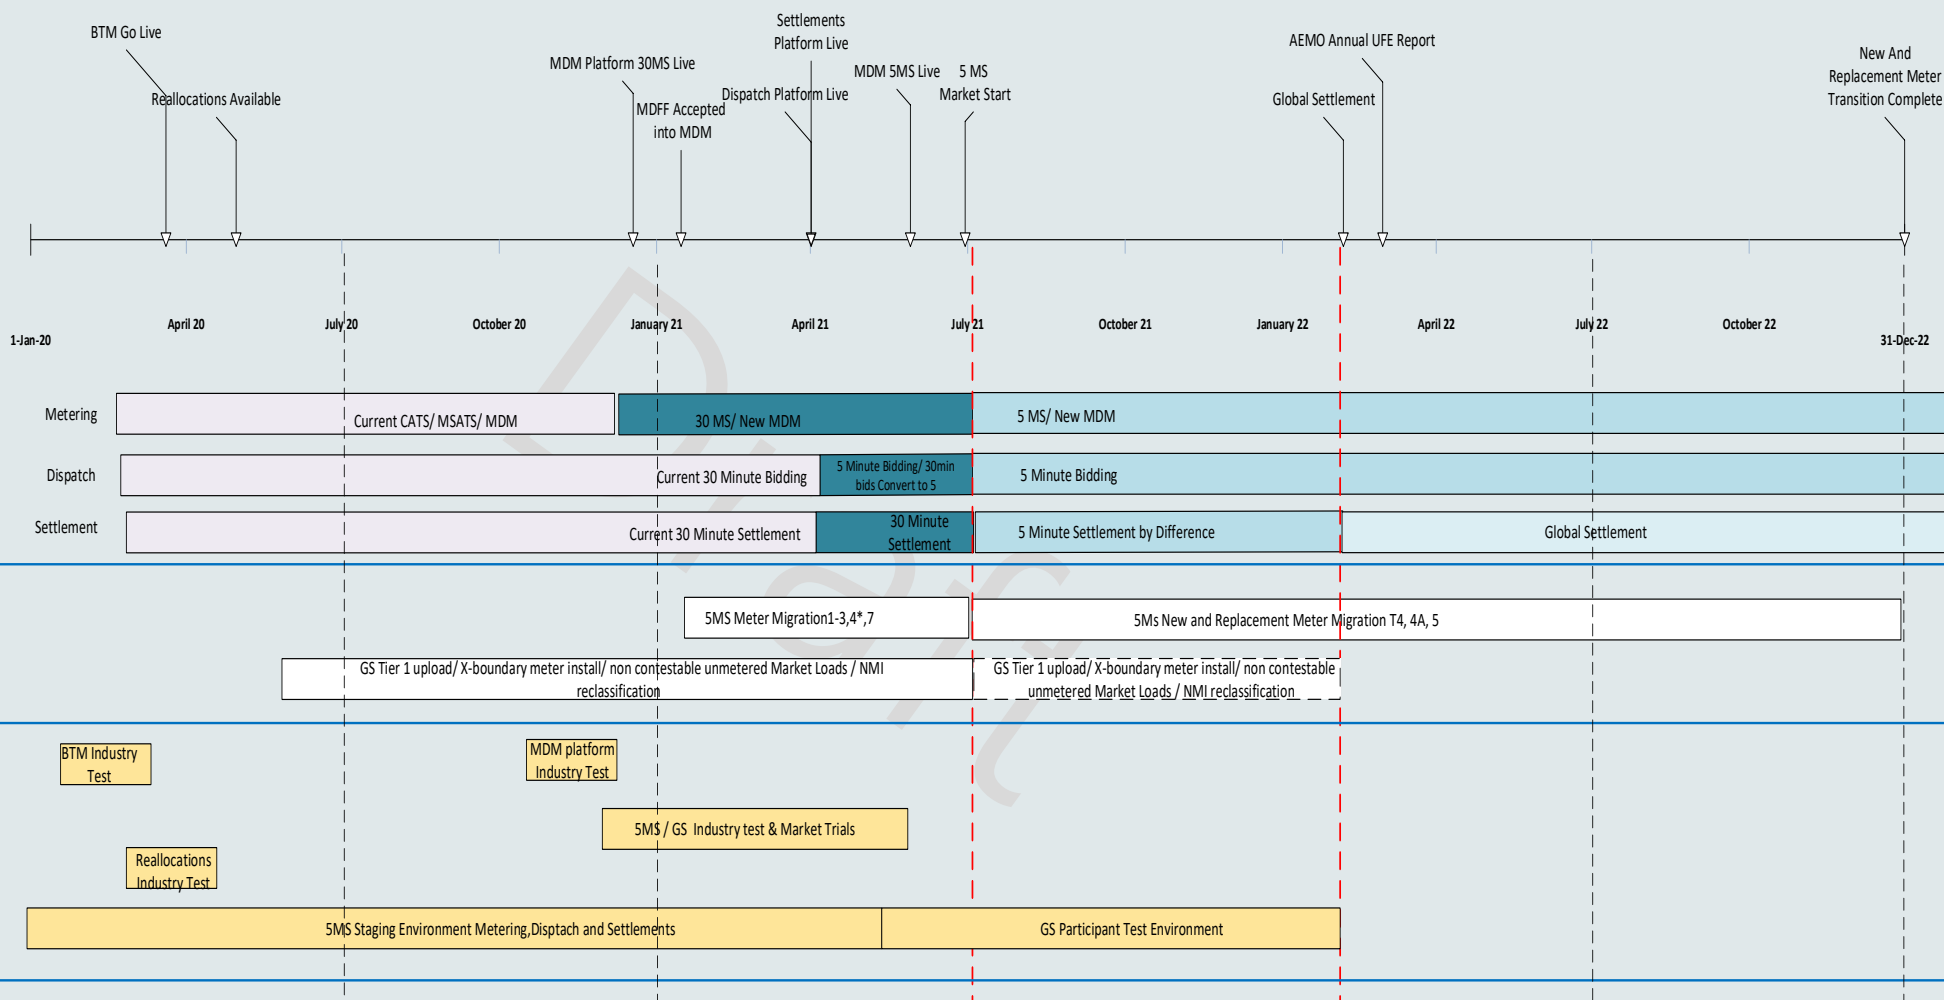 BTM Go Live
Reallocations Available
MDM Platform 30MS Live
MDFF Accepted
into MDM
Settlements
Platform Live
Dispatch Platform Live
MDM 5MS Live
5 MS
Market Start
AEMO Annual UFE Report
Global Settlement
New And
Replacement Meter
Transition Complete
1-Jan-20
April 20
July 20
October 20
January 21
April 21
July 21
October 21
January 22
April 22
July 22
October 22
31-Dec-22
Metering
Current CATS/ MSATS/ MDM
30 MS/ New MDM
5 MS/ New MDM
Dispatch
Current 30 Minute Bidding
5 Minute Bidding/ 30min
bids Convert to 5
5 Minute Bidding
Settlement
Current 30 Minute Settlement
30 Minute
Settlement
5 Minute Settlement by Difference
Global Settlement
Draft
5MS Meter Migration1-3,4*,7
5Ms New and Replacement Meter Migration T4, 4A, 5
GS Tier 1 upload/ X-boundary meter install/ non contestable unmetered Market Loads / NMI
reclassification
GS Tier 1 upload/ X-boundary meter install/ non contestable
unmetered Market Loads / NMI reclassification
BTM Industry
Test
MDM platform
Industry Test
5MS / GS Industry test & Market Trials
Reallocations
Industry Test
5MS Staging Environment Metering,Disptach and Settlements
GS Participant Test Environment